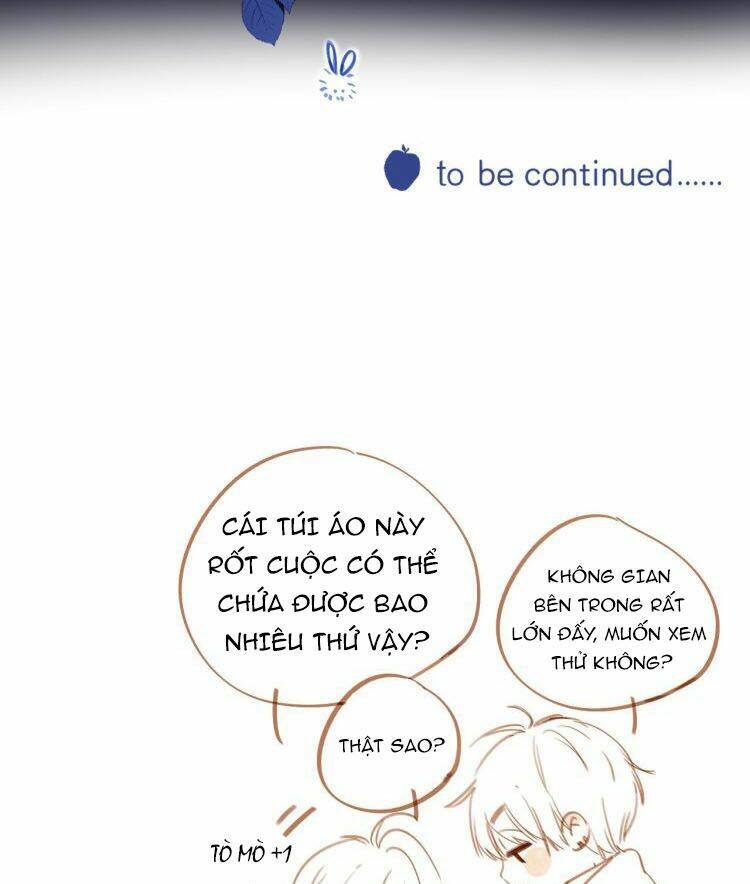 to be continued......
CÁI TÚI ÁO NÀY
RỐT CUỘC CÓ THỂ
CHỨA ĐƯỢC BAO
NHIÊU THỨ VẬY?
KHÔNG GIAN
BÊN TRONG RẤT
LỚN ĐẤY, MUỐN XEM
THỬ KHÔNG?
THẬT SAO?
TÒ MÒ +1